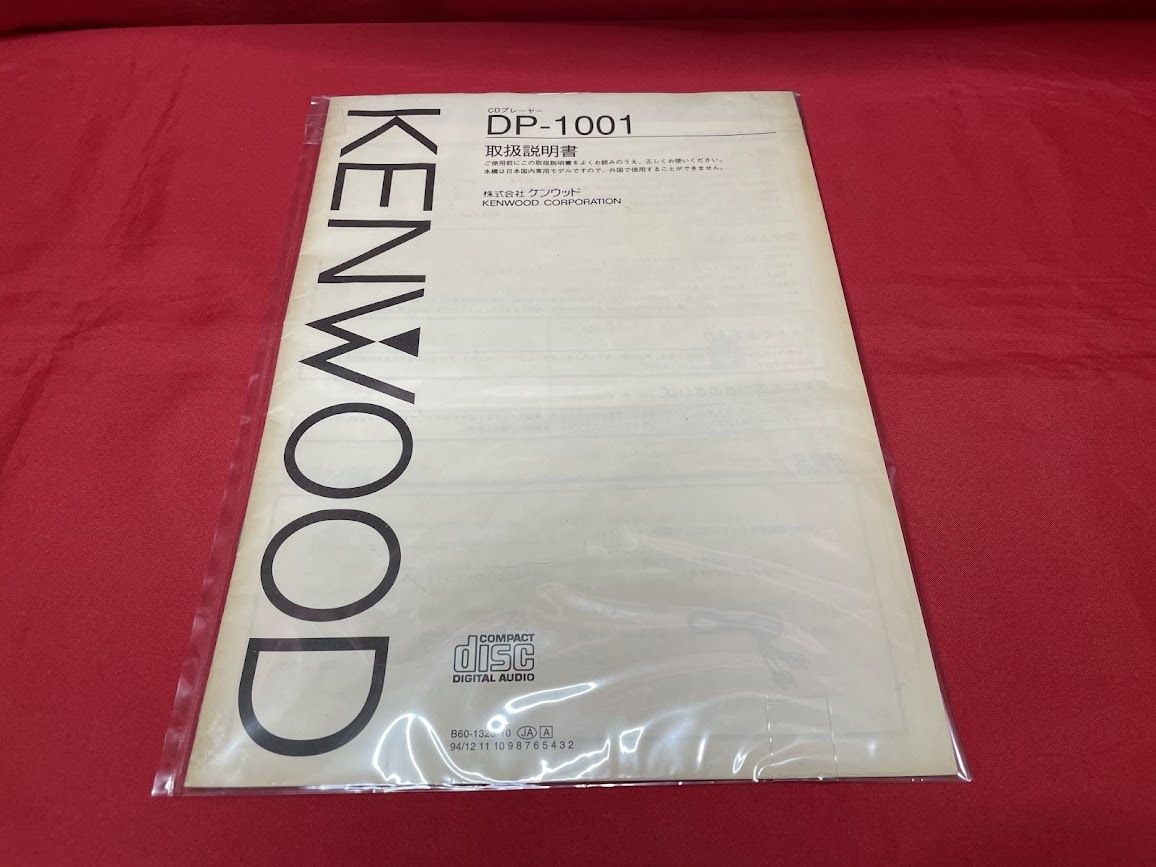 KENWOOD
CDプレーヤー
DP-1001
取扱説明書
ご使用前にこの取扱説明書をよくお読みのうえ、正しくお使いください。
本機は日本国内専用モデルですので、外国で使用することができません。
株式会社 ケンウッド
KENWOOD CORPORATION
COMPACT
disc
DIGITAL AUDIO
JA A
94/12 11 10 9 8 7 6 5 4 3 2